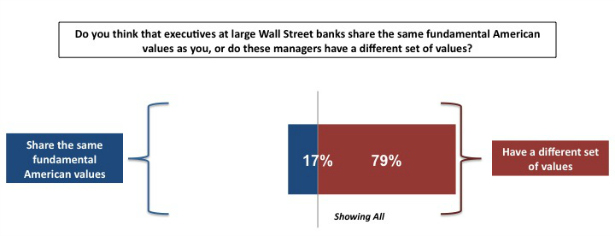 Do you think that executives at large Wall Street banks share the same fundamental American
values as you, or do these managers have a different set of values?
Share the same
fundamental
American values
17%
79%
Have a different set
of values
Showing All